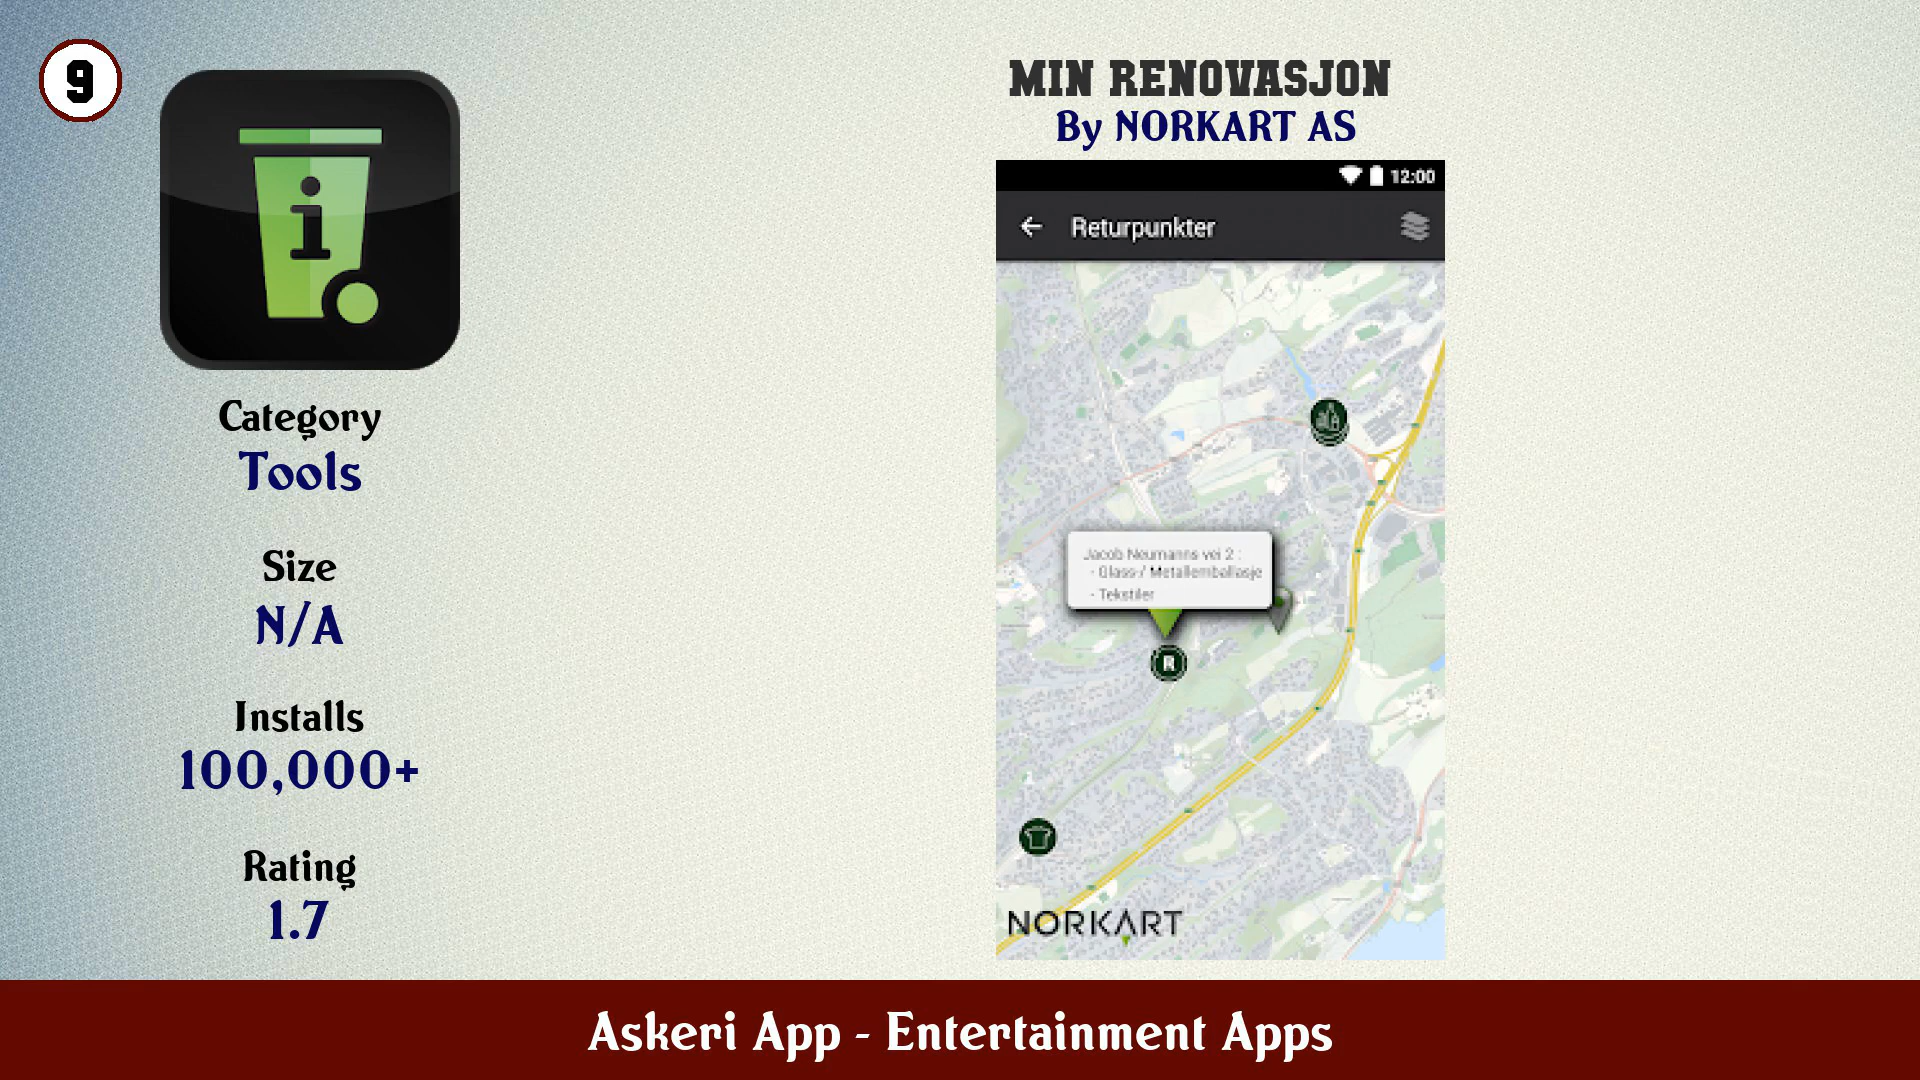 9
i
Category
Tools
Size
N/A
Installs
100,000+
Rating
1.7
MIN RENOVASJON
By NORKART AS
12:00
Returpunkter
Jacob Neumanns vei 2 :
- Glass-/ Metallemballasje
- Tekstiler
R
NORKART
Askeri App - Entertainment Apps